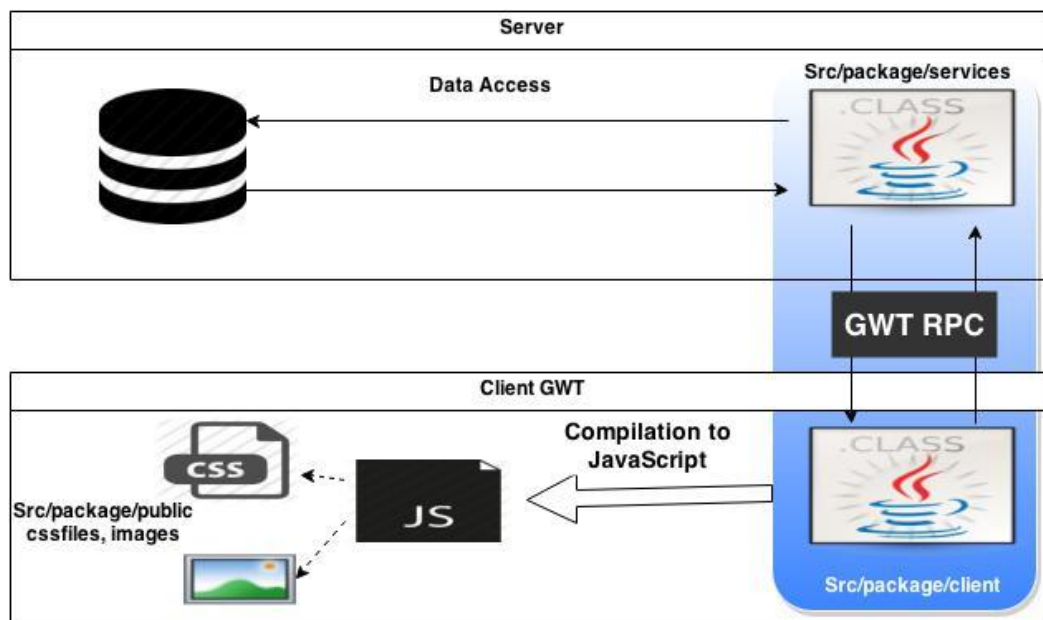 Server
Data Access
Src/package/services
.CLASS
GWT RPC
Client GWT
Compilation to
JavaScript
.CLASS
CSS
JS
Src/package/public
cssfiles, images
Src/package/client